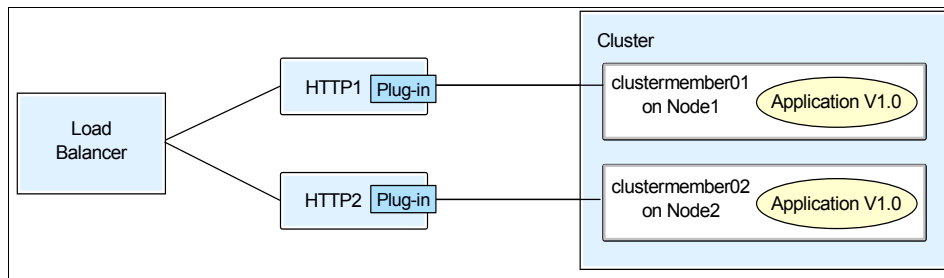 Cluster
Load
Balancer
HTTP1
Plug-in
clustermember01
on Node1
Application V1.0
HTTP2
Plug-in
clustermember02
on Node2
Application V1.0